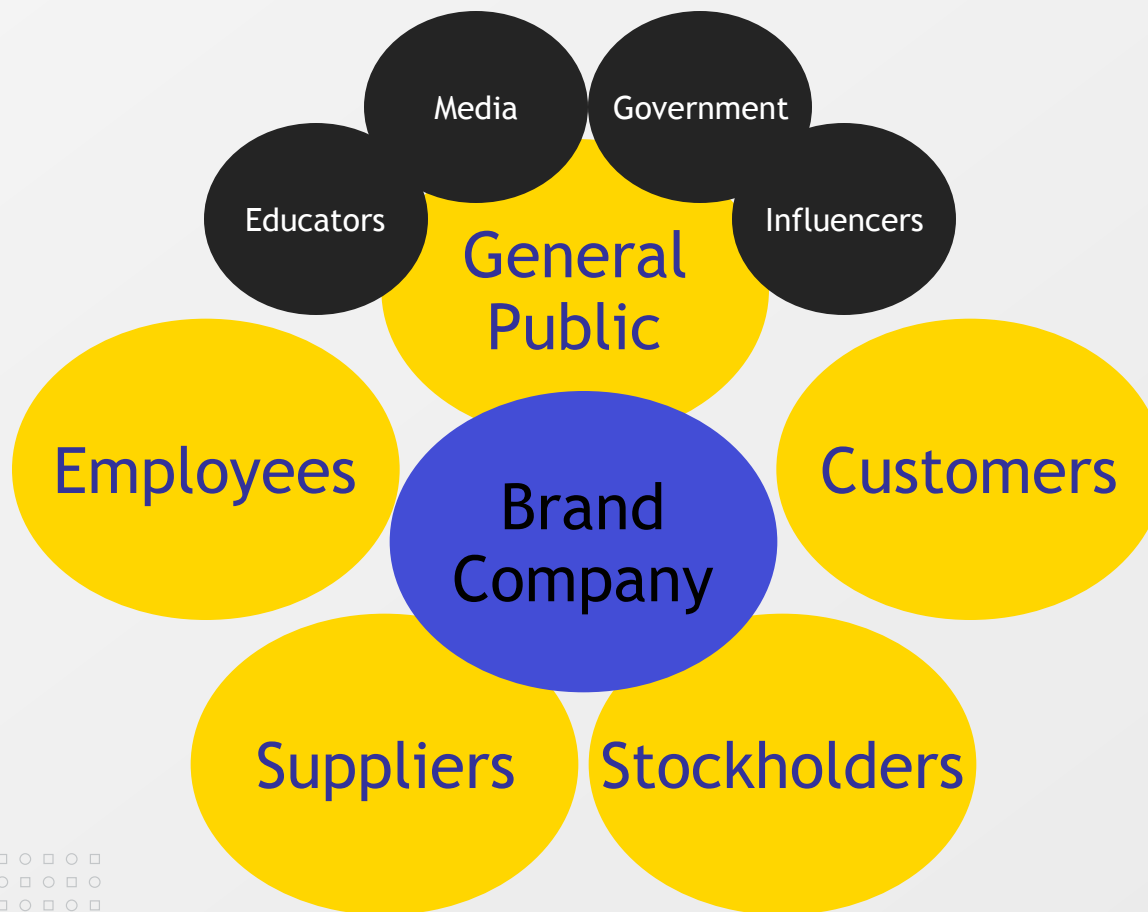 Media
Government
Educators
Influencers
General
Public
Employees
Customers
Brand
Company
Suppliers
Stockholders